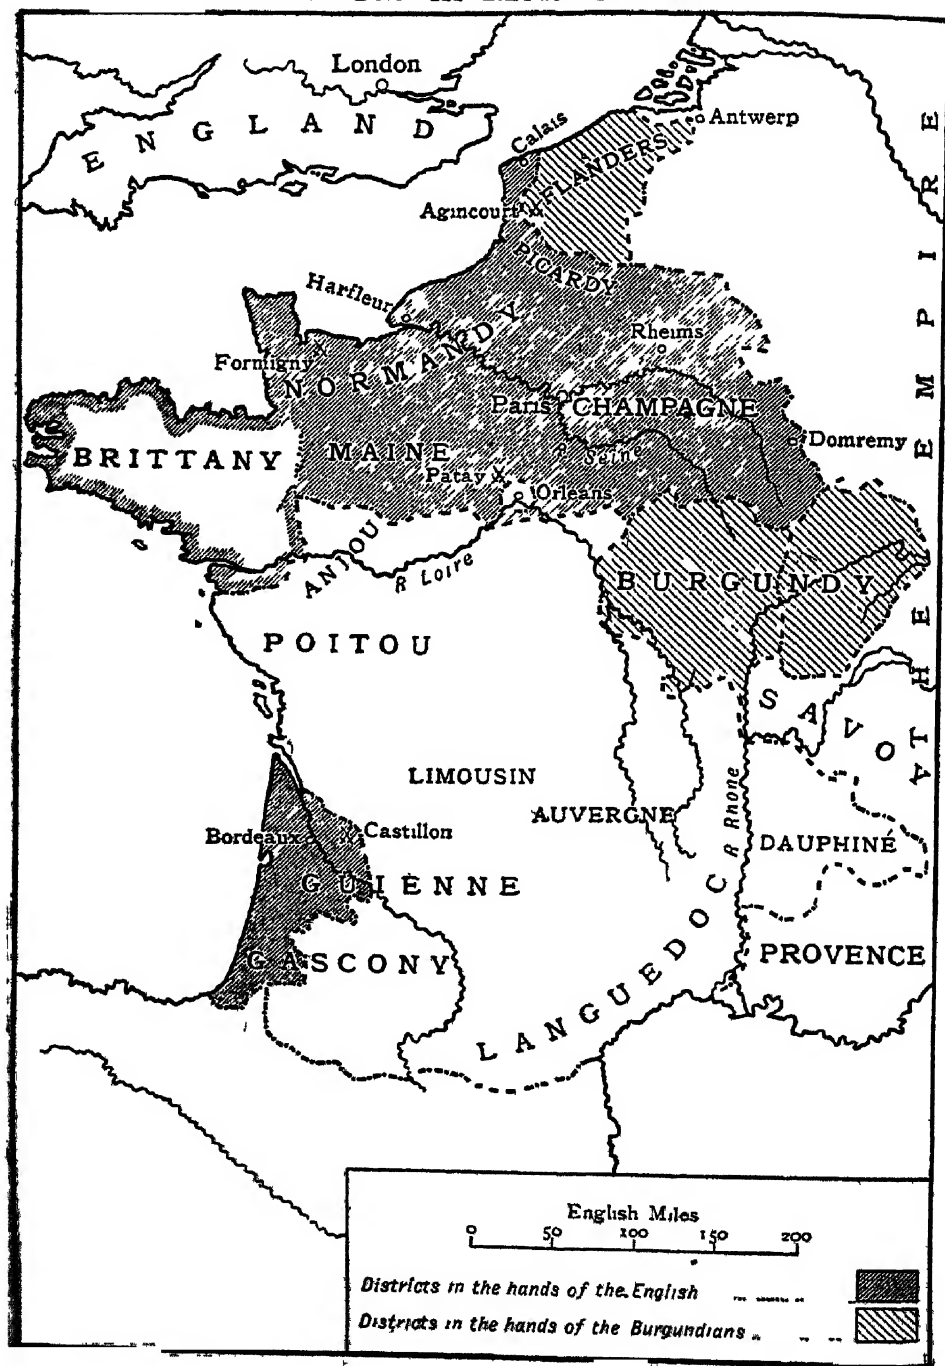 London
ENGLAND
Calais
Antwerp
FLANDERS
Agincourt
PICARDY
Harfleur
Rheims
Formigny
NORMANDY
Paris
CHAMPAGNE
Domremy
BRITTANY
MAINE
R Seine
Patay
Orleans
ANJOU
R Loire
BURGUNDY
POITOU
SAVOY
THE EMPIRE
LIMOUSIN
AUVERGNE
R Rhone
Bordeaux
Castillon
DAUPHINÉ
GUIENNE
GASCONY
LANGUEDOC
PROVENCE
English Miles
0 50 100 150 200
Districts in the hands of the English
Districts in the hands of the Burgundians